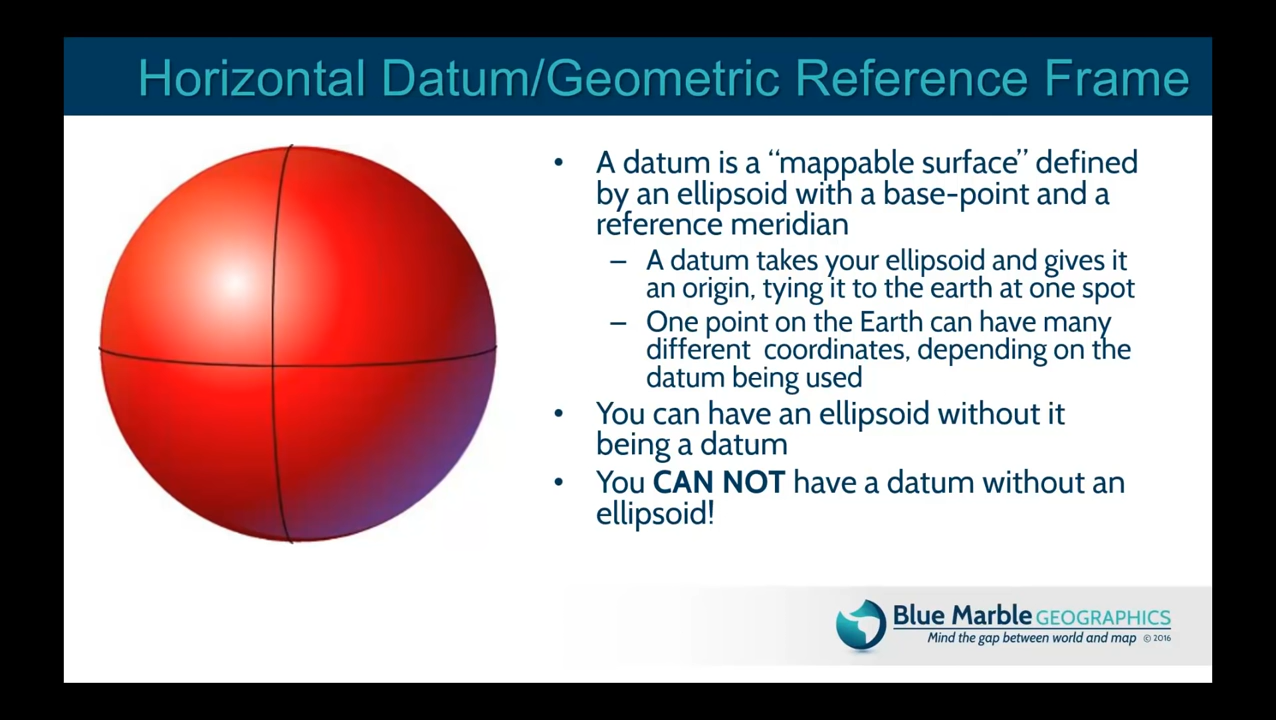 Horizontal Datum/Geometric Reference Frame
• A datum is a “mappable surface” defined
by an ellipsoid with a base-point and a
reference meridian
– A datum takes your ellipsoid and gives it
an origin, tying it to the earth at one spot
– One point on the Earth can have many
different coordinates, depending on the
datum being used
• You can have an ellipsoid without it
being a datum
• You CAN NOT have a datum without an
ellipsoid!
Blue Marble GEOGRAPHICS
Mind the gap between world and map © 2016